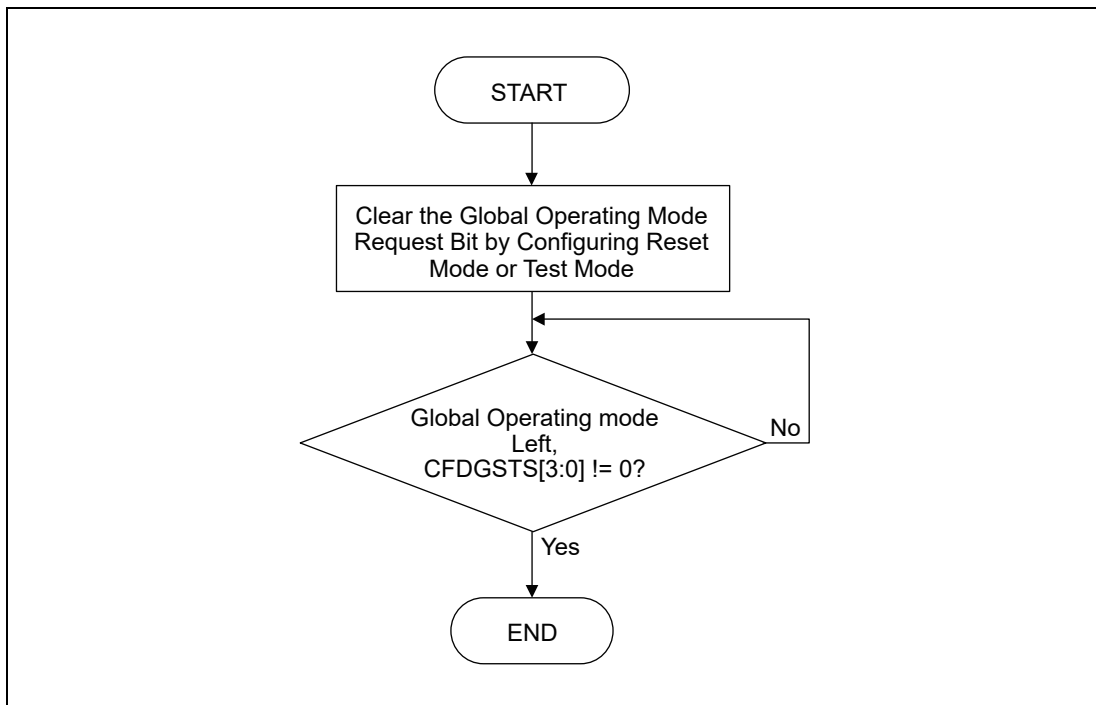 START
Clear the Global Operating Mode
Request Bit by Configuring Reset
Mode or Test Mode
Global Operating mode
Left,
CFDGSTS[3:0] != 0?
No
Yes
END